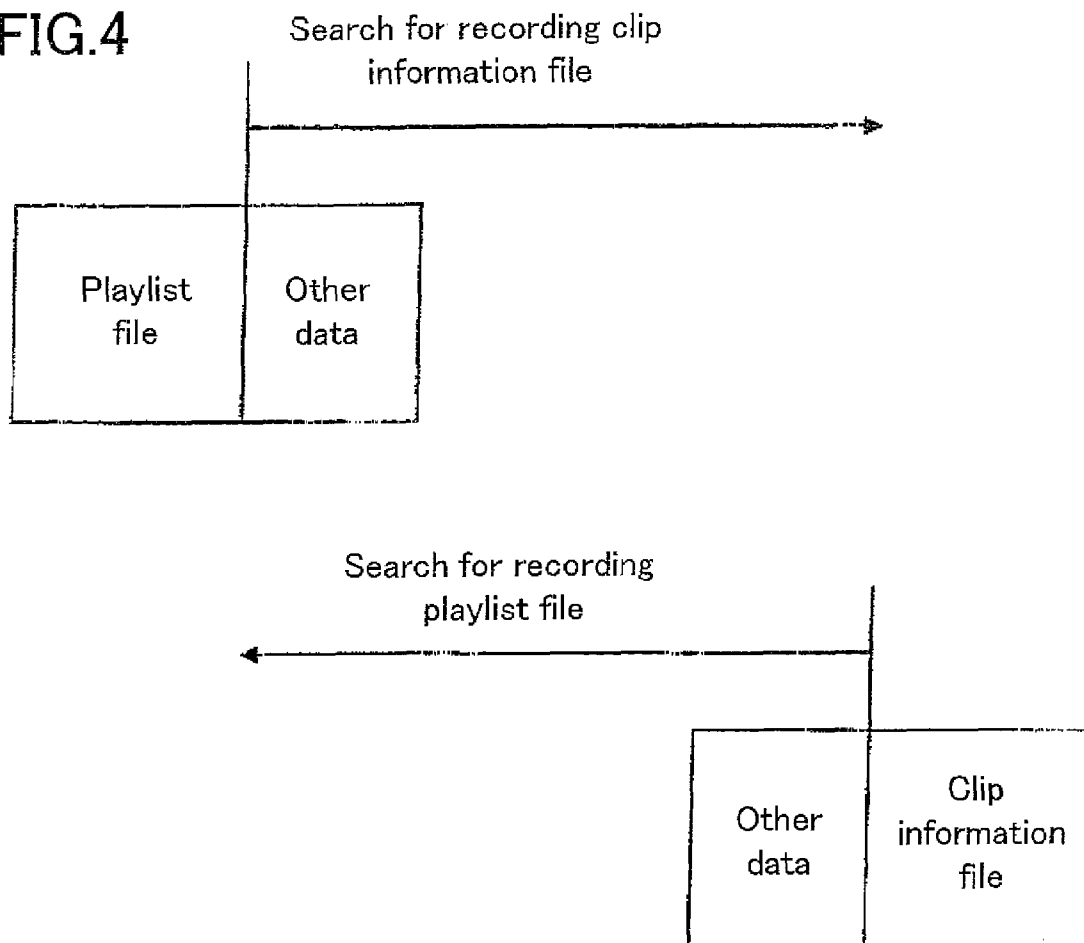 FIG.4
Search for recording clip
information file
Playlist
file
Other
data
Search for recording
playlist file
Other
data
Clip
information
file